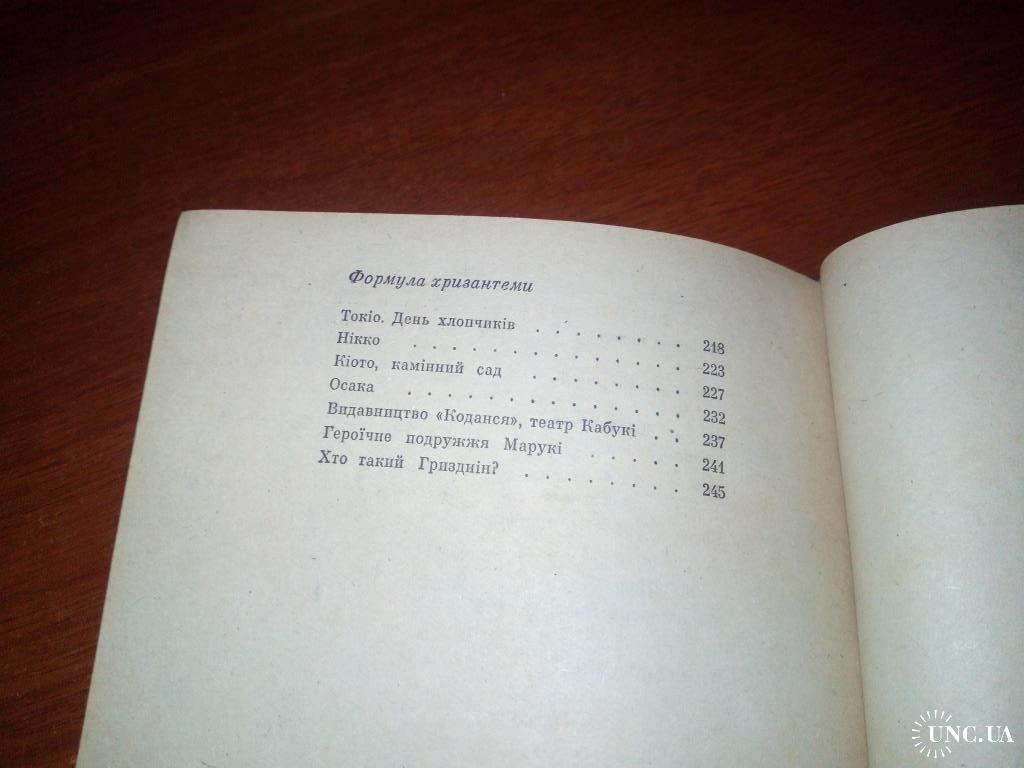 Формула хризантеми
Токіо. День хлопчиків . . . . . . . 218
Нікко . . . . . . . . . . . . 223
Кіото, камінний сад . . . . . . . 227
Осака . . . . . . . . . . . . 232
Видавництво «Коданся», театр Кабукі . . 237
Героїчне подружжя Марукі . . . . . 241
Хто такий Гризднін? . . . . . . . . 245
UNC.UA